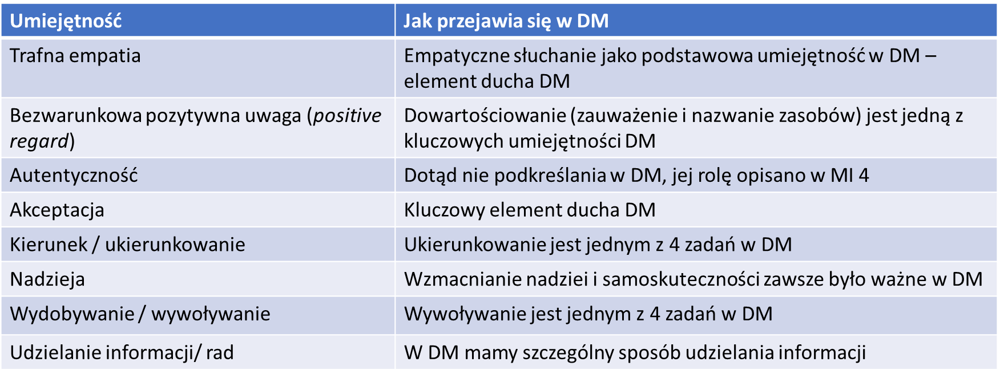 Umiejętność
Jak przejawia się w DM
Trafna empatia
Empatyczne słuchanie jako podstawowa umiejętność w DM –
element ducha DM
Bezwarunkowa pozytywna uwaga (positive
regard)
Dowartościowanie (zauważenie i nazwanie zasobów) jest jedną z
kluczowych umiejętności DM
Autentyczność
Dotąd nie podkreślania w DM, jej rolę opisano w MI 4
Akceptacja
Kluczowy element ducha DM
Kierunek / ukierunkowanie
Ukierunkowanie jest jednym z 4 zadań w DM
Nadzieja
Wzmacnianie nadziei i samoskuteczności zawsze było ważne w DM
Wydobywanie / wywoływanie
Wywoływanie jest jednym z 4 zadań w DM
Udzielanie informacji/ rad
W DM mamy szczególny sposób udzielania informacji